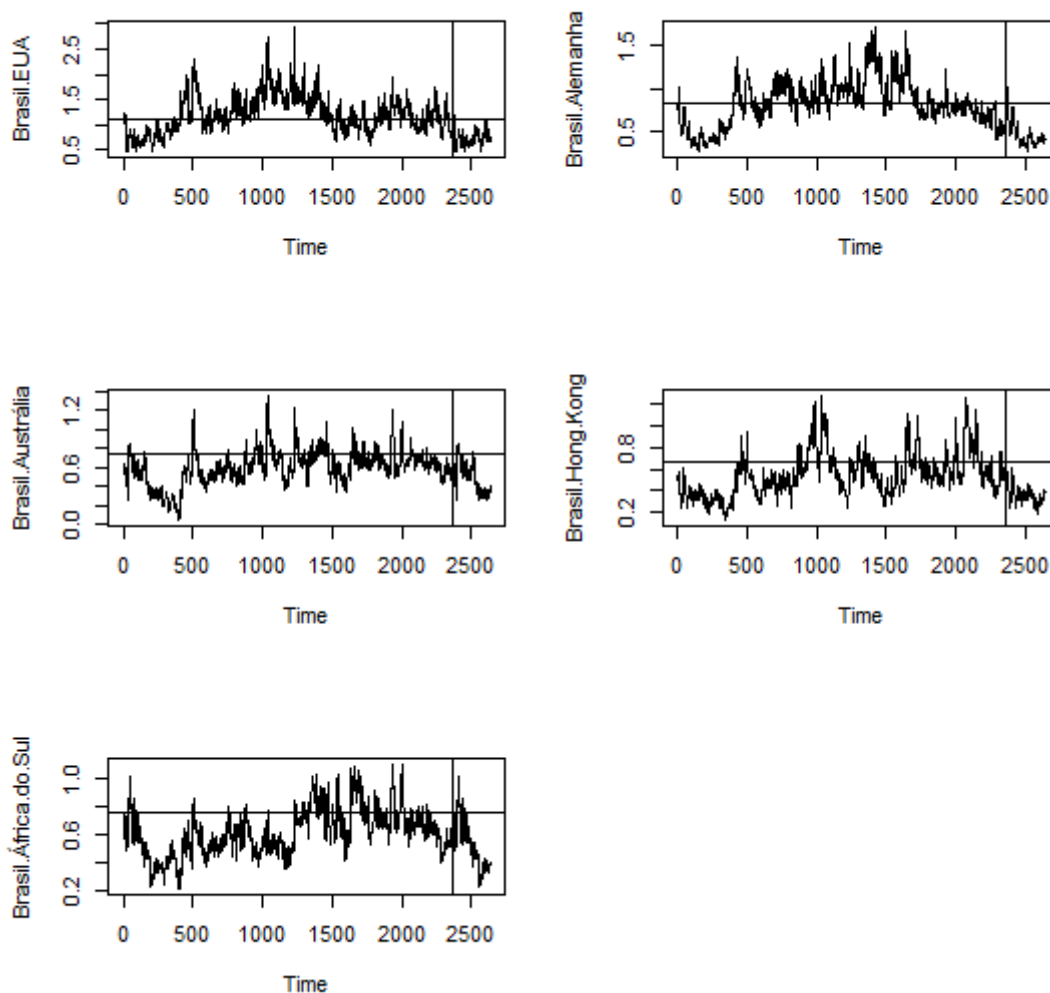 Brasil.EUA
0.5 1.5 2.5
0 500 1000 1500 2000 2500
Time
Brasil.Alemanha
0.5 1.5
0 500 1000 1500 2000 2500
Time
Brasil.Austrália
0.0 0.6 1.2
0 500 1000 1500 2000 2500
Time
Brasil.Hong.Kong
0.2 0.8
0 500 1000 1500 2000 2500
Time
Brasil.África.do.Sul
0.2 0.6 1.0
0 500 1000 1500 2000 2500
Time